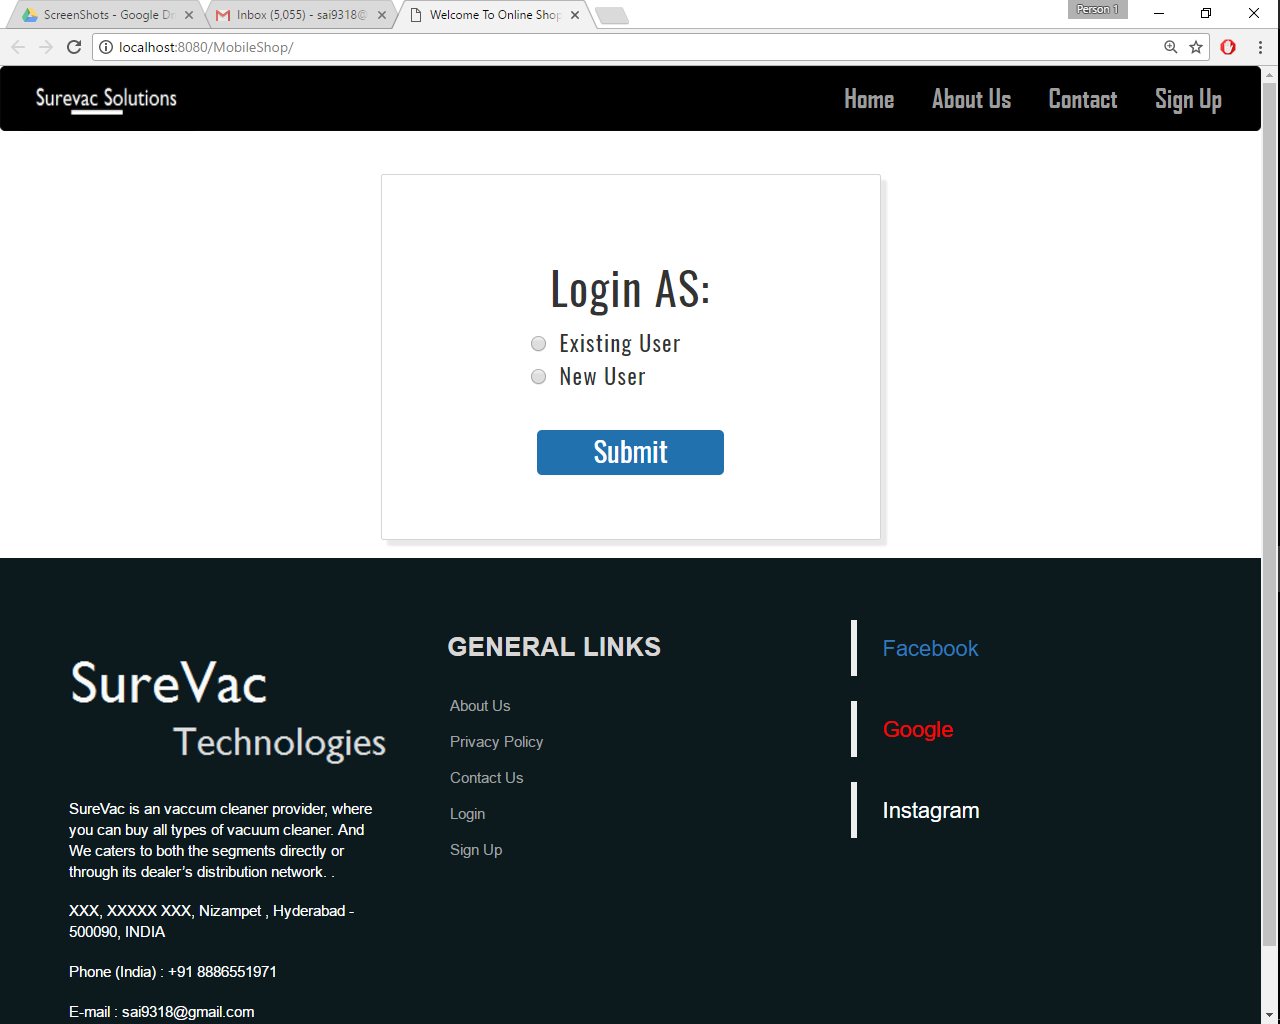 ScreenShots - Google Dr
Inbox (5,055) - sai9318@
Welcome To Online Shop
Person 1
localhost:8080/MobileShop/
Surevac Solutions
Home
About Us
Contact
Sign Up
Login AS:
Existing User
New User
Submit
SureVac
Technologies
SureVac is an vaccum cleaner provider, where
you can buy all types of vacuum cleaner. And
We caters to both the segments directly or
through its dealer’s distribution network. .
XXX, XXXXX XXX, Nizampet , Hyderabad -
500090, INDIA
Phone (India) : +91 8886551971
E-mail : sai9318@gmail.com
GENERAL LINKS
About Us
Privacy Policy
Contact Us
Login
Sign Up
Facebook
Google
Instagram